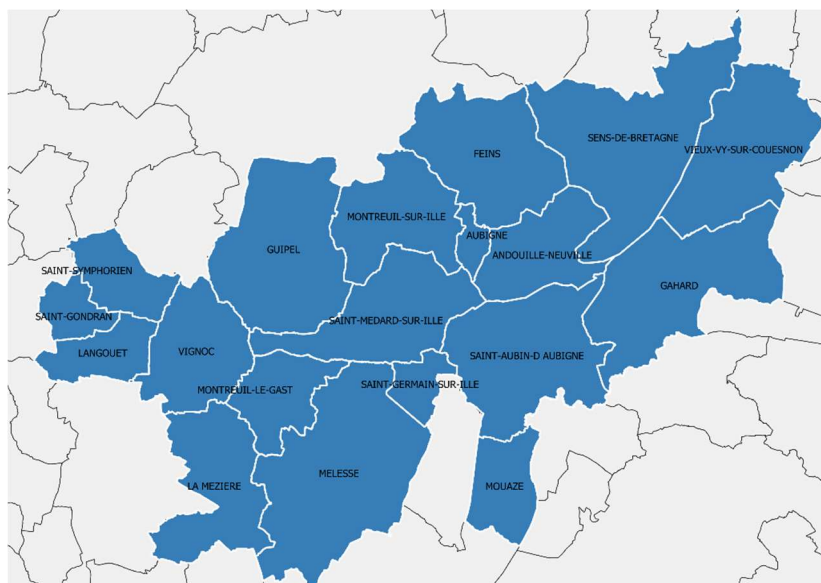 SENS-DE-BRETAGNE
VIEUX-VY-SUR-COUESNON
FEINS
MONTREUIL-SUR-ILLE
AUBIGNE
GUIPEL
ANDOUILLE-NEUVILLE
SAINT-SYMPHORIEN
GAHARD
SAINT-GONDRAN
SAINT-MEDARD-SUR-ILLE
LANGOUET
VIGNOC
SAINT-AUBIN-D AUBIGNE
MONTREUIL-LE-GAST
SAINT-GERMAIN-SUR-ILLE
MELESSE
LA MEZIERE
MOUAZE